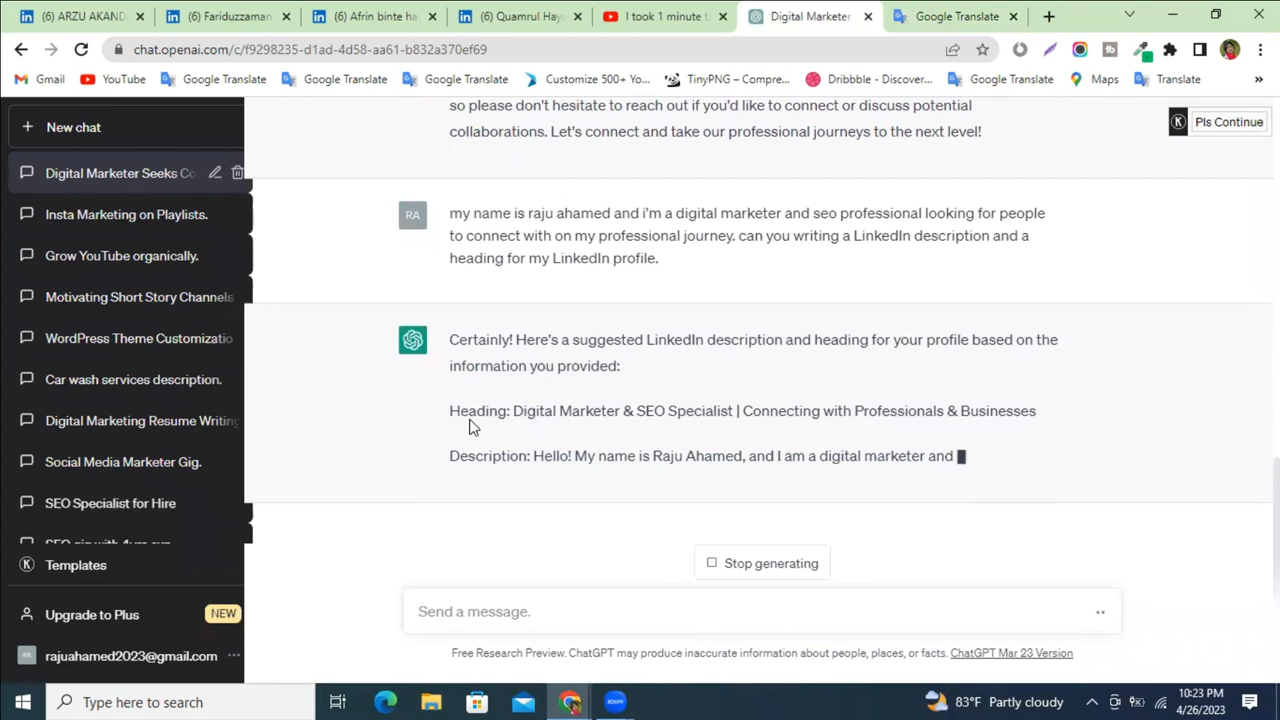 (6) ARZU AKAND
(6) Fariduzzaman
(6) Afrin binte ha
(6) Quamrul Hay
I took 1 minute t
Digital Marketer
Google Translate
chat.openai.com/c/f9298235-d1ad-4d58-aa61-b832a370ef69
Gmail
YouTube
Google Translate
Google Translate
Google Translate
Customize 500+ Yo...
TinyPNG – Compre...
Dribbble - Discover...
Google Translate
Maps
Translate
»
New chat
Digital Marketer Seeks Co
Insta Marketing on Playlists.
Grow YouTube organically.
Motivating Short Story Channels
WordPress Theme Customizatio
Car wash services description.
Digital Marketing Resume Writing
Social Media Marketer Gig.
SEO Specialist for Hire
SEO gig with 4yrs exp
Templates
Upgrade to Plus
NEW
rajuahamed2023@gmail.com
so please don't hesitate to reach out if you'd like to connect or discuss potential
collaborations. Let's connect and take our professional journeys to the next level!
K
Pls Continue
RA
my name is raju ahamed and i'm a digital marketer and seo professional looking for people
to connect with on my professional journey. can you writing a LinkedIn description and a
heading for my LinkedIn profile.
Certainly! Here's a suggested LinkedIn description and heading for your profile based on the
information you provided:
Heading: Digital Marketer & SEO Specialist | Connecting with Professionals & Businesses
Description: Hello! My name is Raju Ahamed, and I am a digital marketer and
Stop generating
Send a message.
Free Research Preview. ChatGPT may produce inaccurate information about people, places, or facts. ChatGPT Mar 23 Version
Type here to search
zoom
83°F Partly cloudy
10:23 PM
4/26/2023